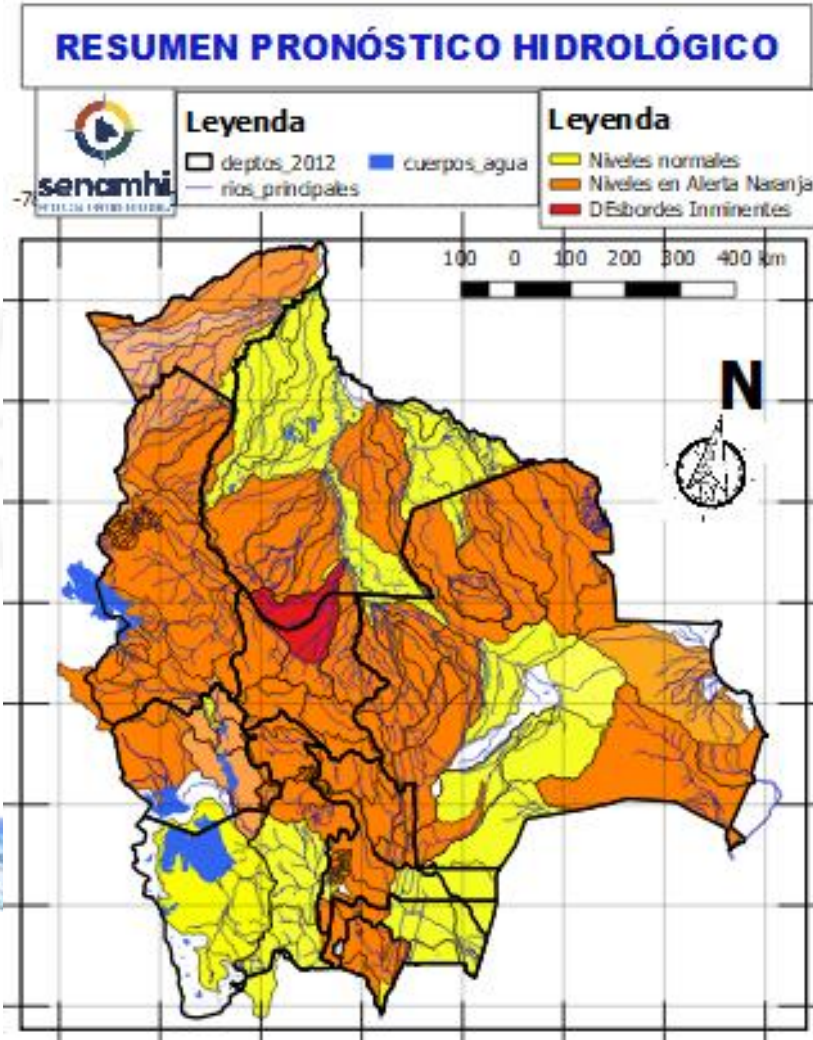 RESUMEN PRONÓSTICO HIDROLÓGICO
senamhi
Leyenda
deptos_2012
cuerpos_agua
rios_principales
Leyenda
Niveles normales
Niveles en Alerta Naranja
DEsbordes Inminentes
100 0 100 200 300 400 km
N